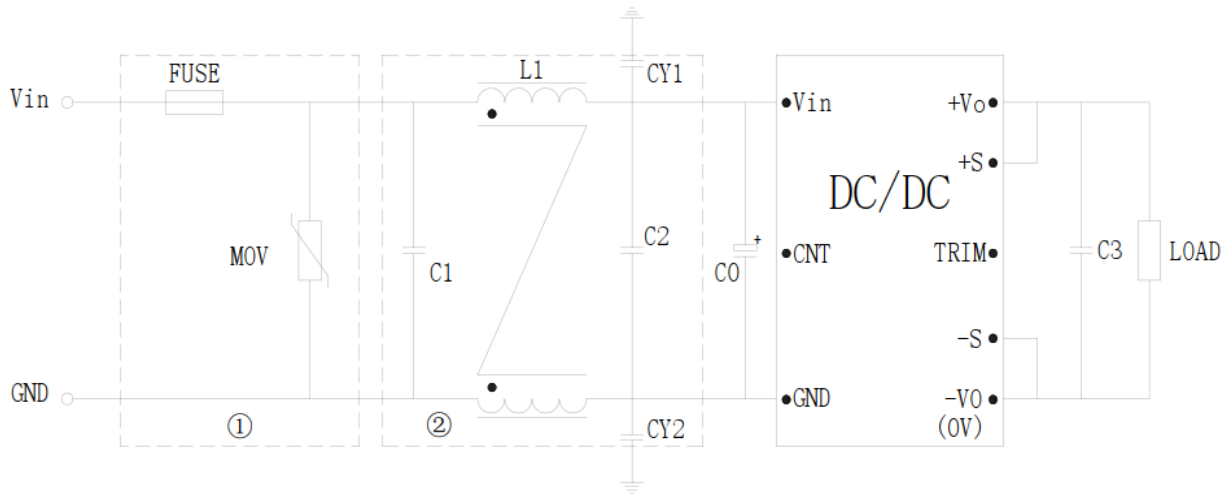 FUSE
L1
CY1
Vin
Vin
+Vo
+S
DC/DC
MOV
C1
C2
+
C0
CNT
TRIM
C3
LOAD
-S
GND
GND
-V0
(0V)
①
②
CY2